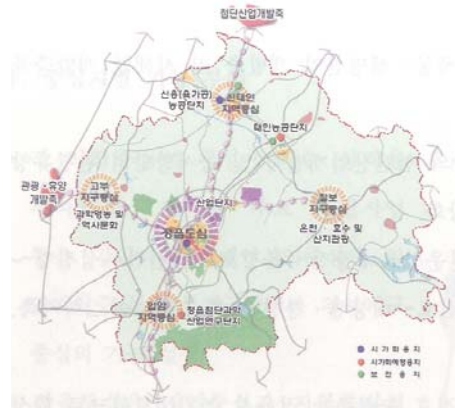 첨단산업개발축
신용(육가공)
농공단지
신태인
지역중심
태인농공단지
관광·휴양
개발축
고부
지구중심
과학영농 및
역사문화
산업단지
정읍도심
칠보
지구중심
온천 · 호수 및
산지관광
입암
지역중심
정읍첨단과학
산업연구단지
시가화용지
시가화예정용지
보전용지